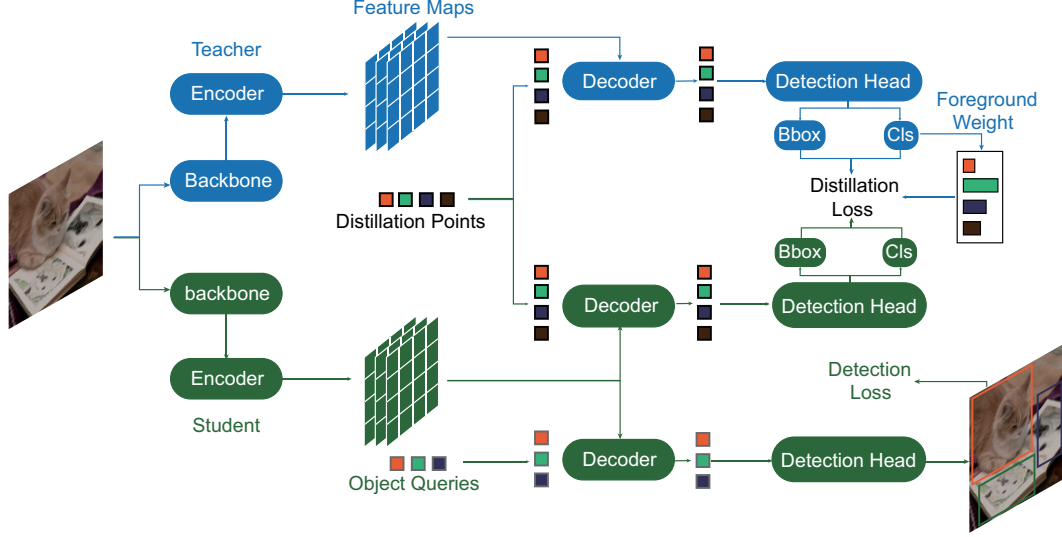 Feature Maps
Teacher
Encoder
Decoder
Detection Head
Foreground
Weight
Bbox
Cls
Backbone
Distillation
Loss
Distillation Points
Bbox
Cls
backbone
Decoder
Detection Head
Encoder
Detection
Loss
Student
Decoder
Detection Head
Object Queries